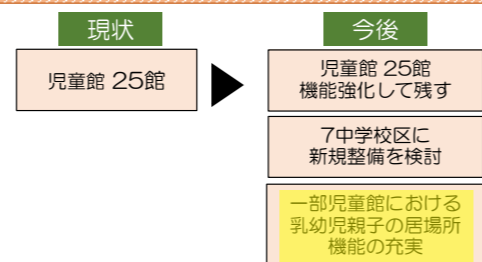 現状
今後
児童館 25館
児童館 25館
機能強化して残す
7中学校区に
新規整備を検討
一部児童館における
乳幼児親子の居場所
機能の充実